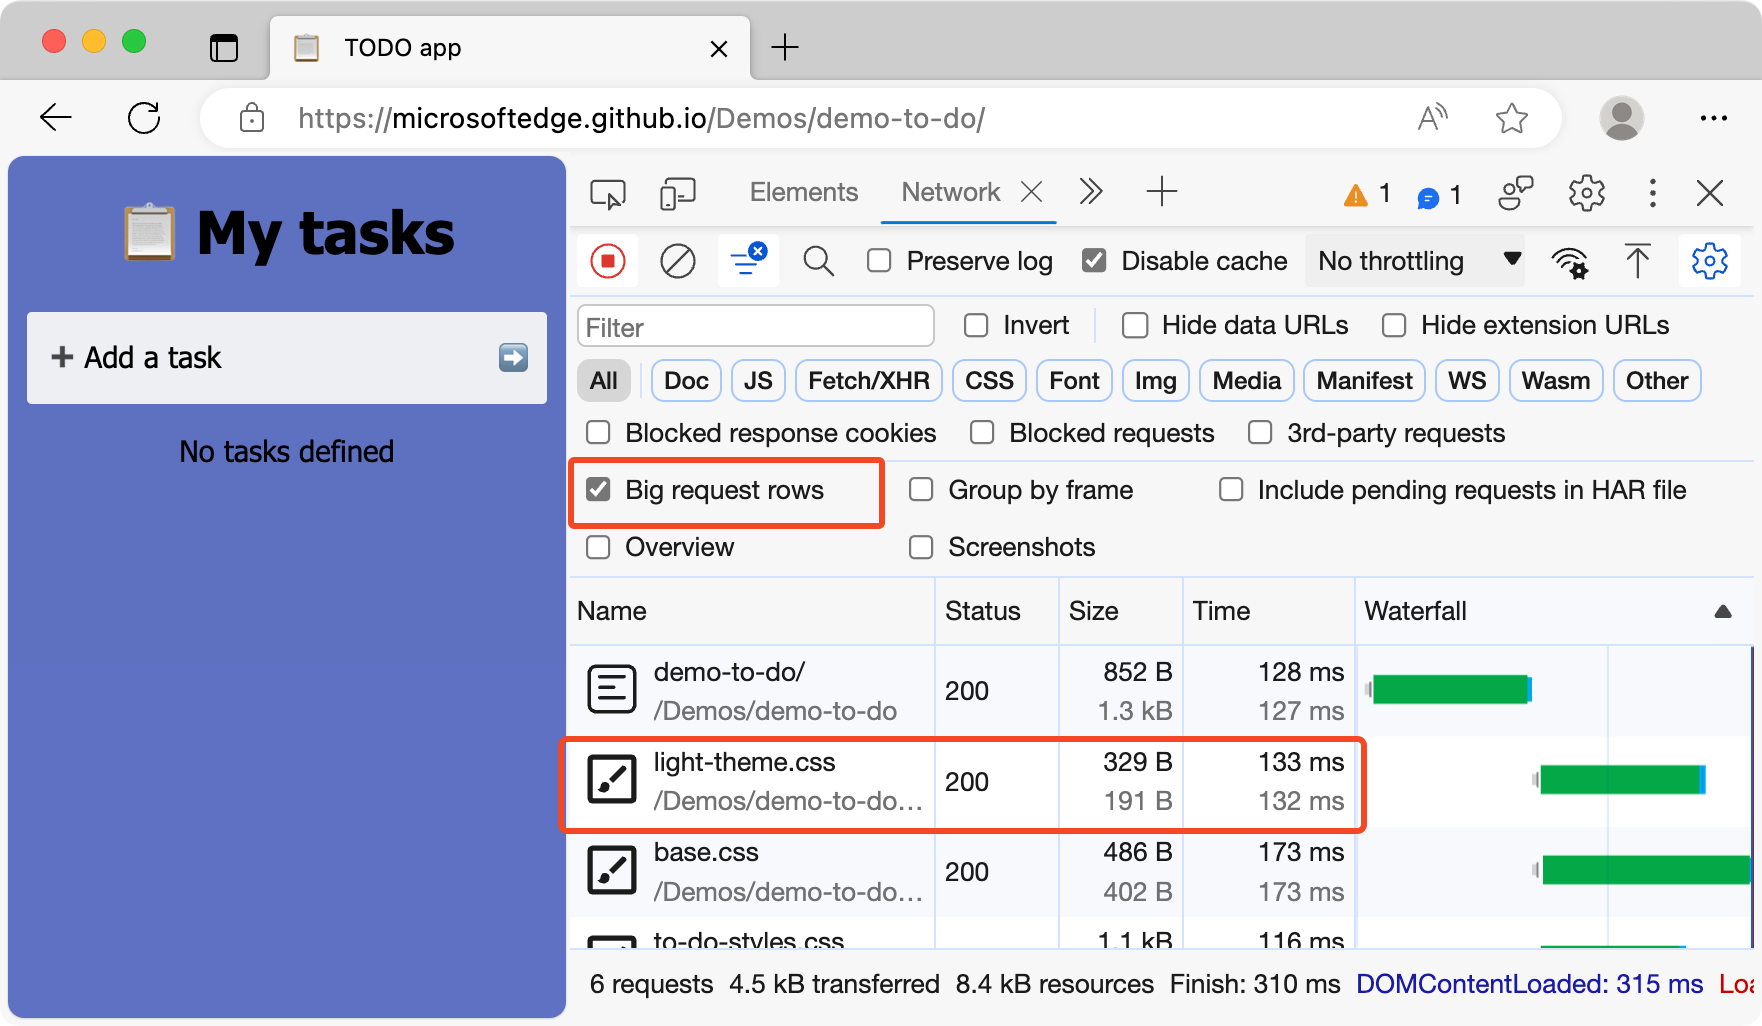 TODO app
https://microsoftedge.github.io/Demos/demo-to-do/
My tasks
Add a task
No tasks defined
Elements Network 1 1
Preserve log Disable cache No throttling
Filter Invert Hide data URLs Hide extension URLs
All Doc JS Fetch/XHR CSS Font Img Media Manifest WS Wasm Other
Blocked response cookies Blocked requests 3rd-party requests
Big request rows Group by frame Include pending requests in HAR file
Overview Screenshots
Name Status Size Time Waterfall
demo-to-do/ 200 852 B 128 ms
/Demos/demo-to-do 1.3 kB 127 ms
light-theme.css 200 329 B 133 ms
/Demos/demo-to-do... 191 B 132 ms
base.css 200 486 B 173 ms
/Demos/demo-to-do... 402 B 173 ms
to-do-styles.css 1.1 kB 116 ms
6 requests 4.5 kB transferred 8.4 kB resources Finish: 310 ms DOMContentLoaded: 315 ms